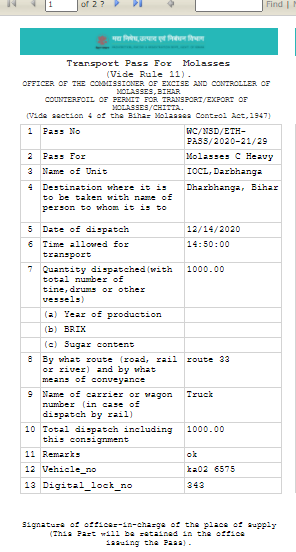 1 of 2 ? Find | N
मद्य निषेध, उत्पाद एवं निबंधन विभाग
Transport Pass For Molasses
(Vide Rule 11).
OFFICER OF THE COMMISSIONER OF EXCISE AND CONTROLLER OF
MOLASSES,BIHAR
COUNTERFOIL OF PERMIT FOR TRANSPORT/EXPORT OF
MOLASSES/CHITTA.
(Vide section 4 of the Bihar Molasses Control Act,1947)
1 Pass No WC/NSD/ETH-
PASS/2020-21/29
2 Pass For Molasses C Heavy
3 Name of Unit IOCL,Darbhanga
4 Destination where it is Dharbhanga, Bihar
to be taken with name of
person to whom it is to
5 Date of dispatch 12/14/2020
6 Time allowed for 14:50:00
transport
7 Quantity dispatched(with 1000.00
total number of
tine,drums or other
vessels)
(a) Year of production
(b) BRIX
(c) Sugar content
8 By what route (road, rail route 33
or river) and by what
means of conveyance
9 Name of carrier or wagon Truck
number (in case of
dispatch by rail)
10 Total dispatch including 1000.00
this consignment
11 Remarks ok
12 Vehicle_no ka02 6575
13 Digital_lock_no 343
Signature of officer-in-charge of the place of supply
(This Part will be retained in the office
issuing the Pass).